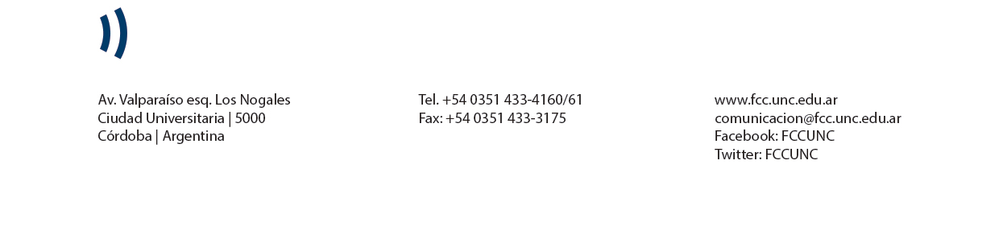 Av. Valparaíso esq. Los Nogales
Ciudad Universitaria | 5000
Córdoba | Argentina
Tel. +54 0351 433-4160/61
Fax: +54 0351 433-3175
www.fcc.unc.edu.ar
comunicacion@fcc.unc.edu.ar
Facebook: FCCUNC
Twitter: FCCUNC